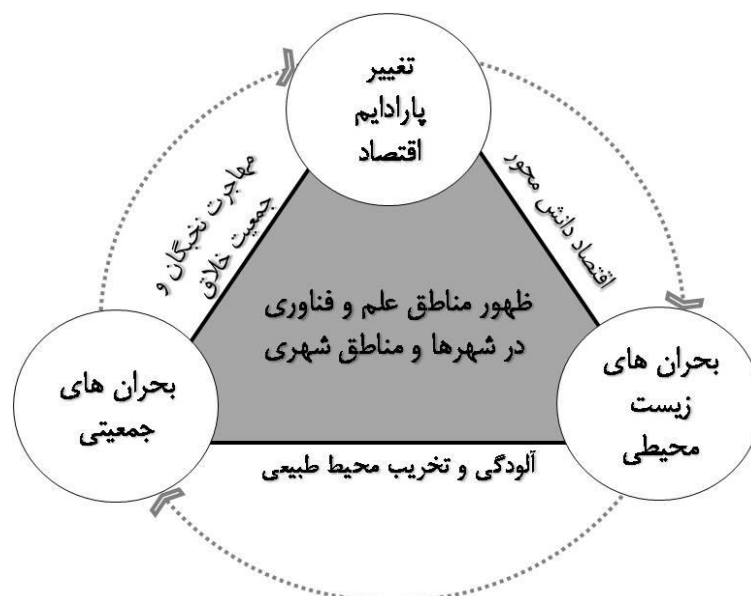 تغییر
پارادایم
اقتصاد
مهاجرت نخبگان و
جمعیت خلاق
اقتصاد دانش محور
ظهور مناطق علم و فناوری
در شهرها و مناطق شهری
بحران های
زیست
محیطی
بحران های
جمعیتی
آلودگی و تخریب محیط طبیعی